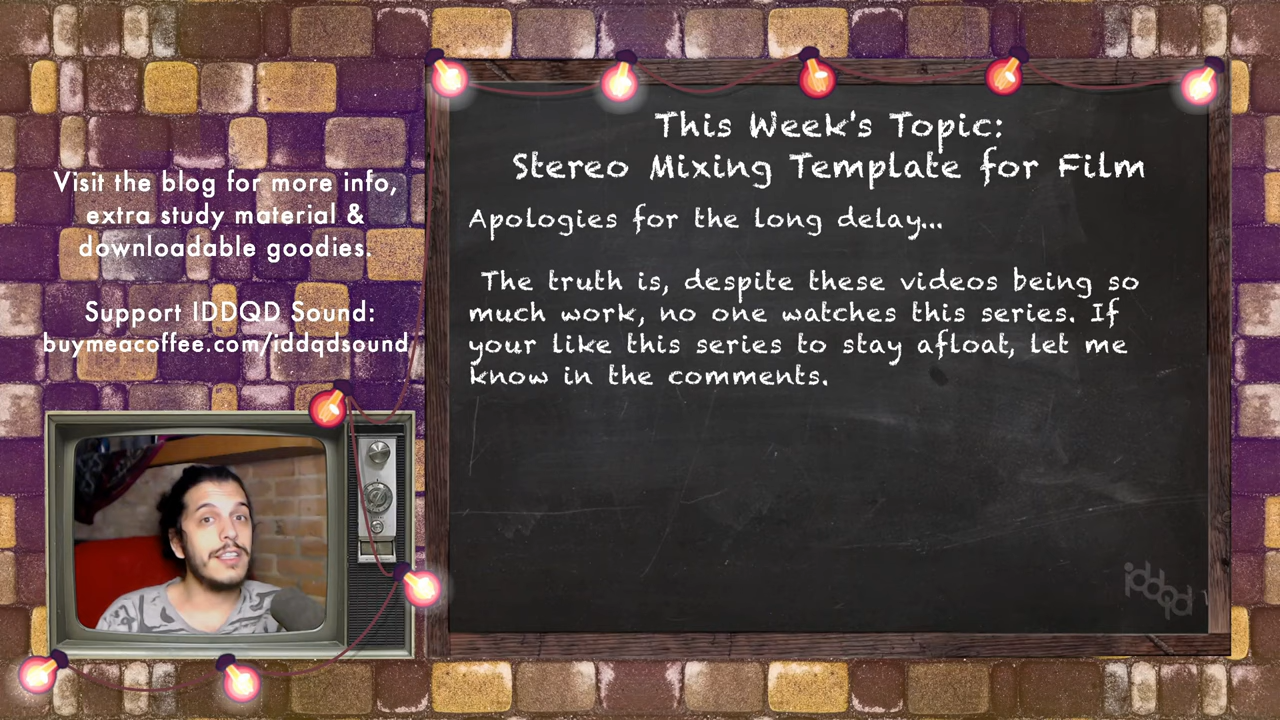 Visit the blog for more info,
extra study material &
downloadable goodies.
Support IDDQD Sound:
buymeacoffee.com/iddqdsound
This Week's Topic:
Stereo Mixing Template for Film
Apologies for the long delay...
The truth is, despite these videos being so
much work, no one watches this series. If
your like this series to stay afloat, let me
know in the comments.
iddqd